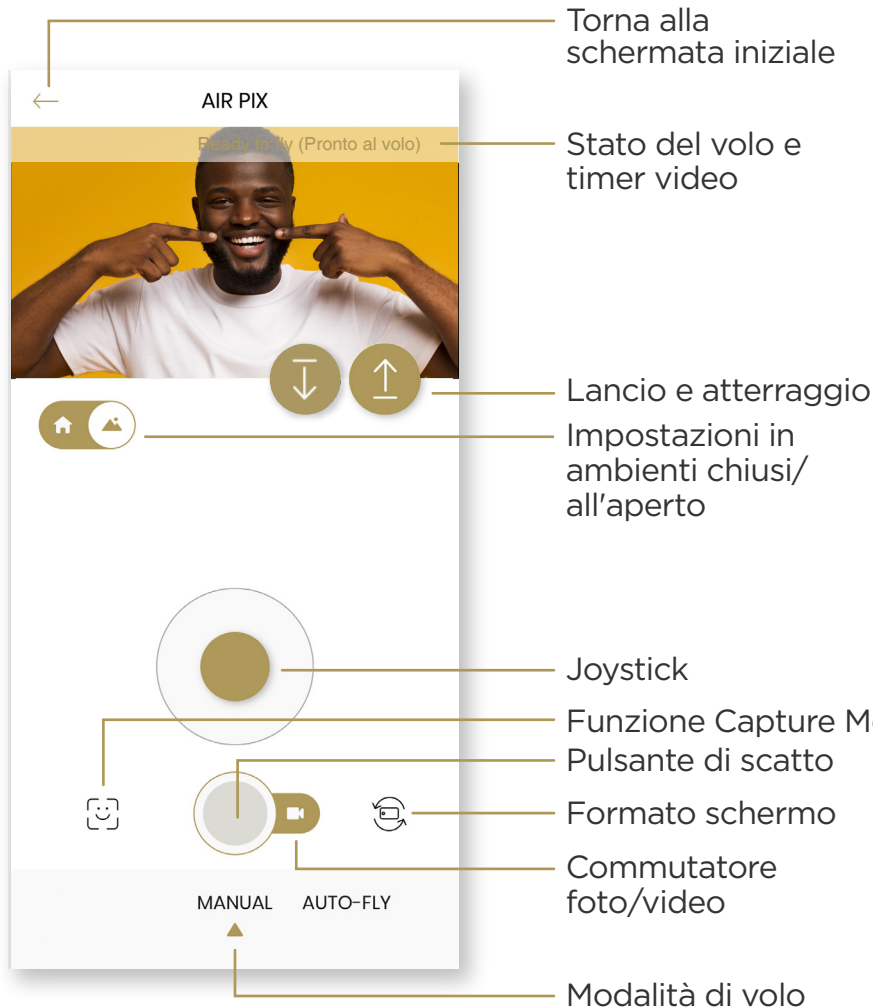 Torna alla
schermata iniziale
AIR PIX
Ready to fly (Pronto al volo)
Stato del volo e
timer video
Lancio e atterraggio
Impostazioni in
ambienti chiusi/
all'aperto
Joystick
Funzione Capture
Pulsante di scatto
Formato schermo
Commutatore
foto/video
MANUAL AUTO-FLY
Modalità di volo